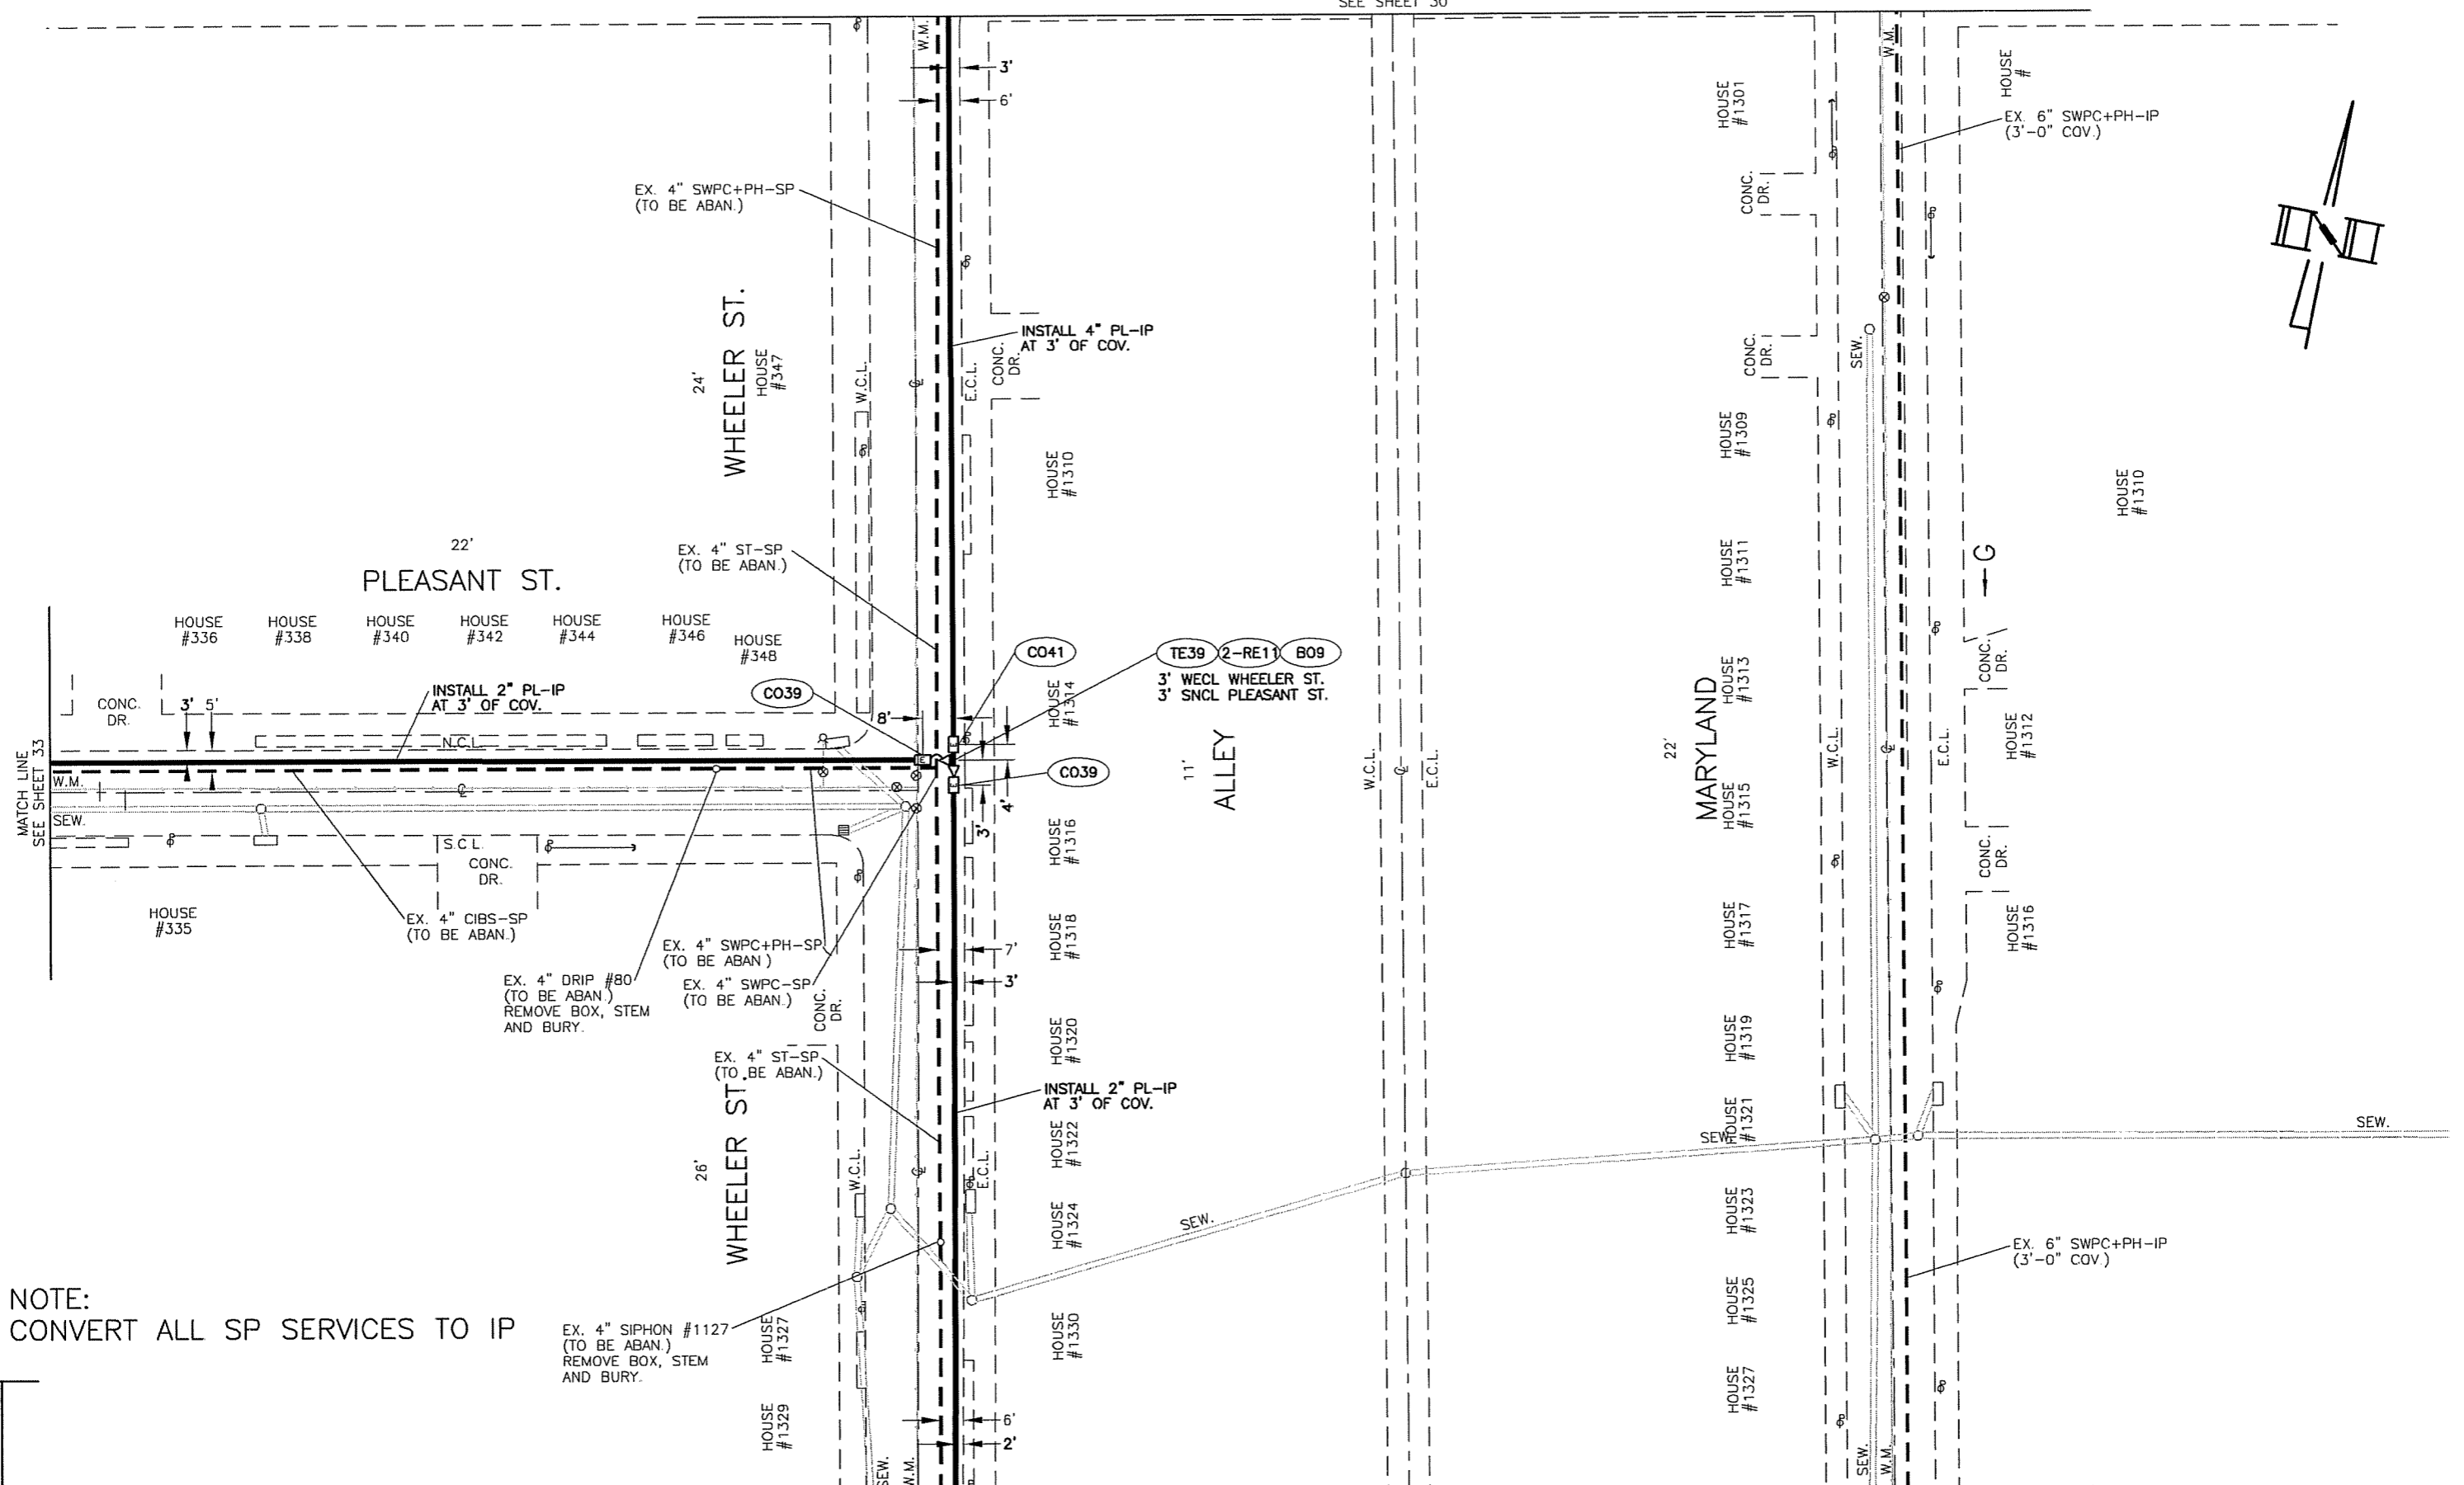 SEE SHEET 30
W.M.
3'
6'
W.M.
HOUSE
#
HOUSE
#1301
EX. 6" SWPC+PH-IP
(3'-0" COV.)
CONC.
DR.
EX. 4" SWPC+PH-SP
(TO BE ABAN.)
WHEELER ST.
24'
HOUSE
#347
W.C.L.
INSTALL 4" PL-IP
AT 3' OF COV.
E.C.L.
CONC.
DR.
CONC.
DR.
SEW.
HOUSE
#1309
HOUSE
#1310
HOUSE
#1310
22'
PLEASANT ST.
EX. 4" ST-SP
(TO BE ABAN.)
HOUSE
#1311
G
HOUSE
#336
HOUSE
#338
HOUSE
#340
HOUSE
#342
HOUSE
#344
HOUSE
#346
HOUSE
#348
CO41
TE39
2-RE11
B09
3' WECL WHEELER ST.
3' SNCL PLEASANT ST.
CO39
HOUSE
#1314
HOUSE
#1313
CONC.
DR.
INSTALL 2" PL-IP
AT 3' OF COV.
CONC.
DR.
3'
5'
8'
N.C.L.
MATCH LINE
SEE SHEET 33
W.M.
SEW.
CO39
4'
3'
11'
ALLEY
W.C.L.
E.C.L.
22'
MARYLAND
W.C.L.
E.C.L.
HOUSE
#1312
HOUSE
#1315
S.C.L.
CONC.
DR.
HOUSE
#1316
CONC.
DR.
HOUSE
#335
EX. 4" CIBS-SP
(TO BE ABAN.)
EX. 4" SWPC+PH-SP
(TO BE ABAN.)
7'
HOUSE
#1318
HOUSE
#1317
HOUSE
#1316
EX. 4" DRIP #80
(TO BE ABAN.)
REMOVE BOX, STEM
AND BURY.
EX. 4" SWPC-SP
(TO BE ABAN.)
3'
CONC.
DR.
HOUSE
#1320
HOUSE
#1319
EX. 4" ST-SP
(TO BE ABAN.)
INSTALL 2" PL-IP
AT 3' OF COV.
WHEELER ST.
26'
W.C.L.
E.C.L.
HOUSE
#1322
HOUSE
#1321
SEW.
SEW.
HOUSE
#1324
SEW.
HOUSE
#1323
EX. 6" SWPC+PH-IP
(3'-0" COV.)
NOTE:
CONVERT ALL SP SERVICES TO IP
EX. 4" SIPHON #1127
(TO BE ABAN.)
REMOVE BOX, STEM
AND BURY.
HOUSE
#1327
HOUSE
#1330
HOUSE
#1325
HOUSE
#1327
HOUSE
#1329
6'
2'
SEW.
W.M.
SEW.
W.M.